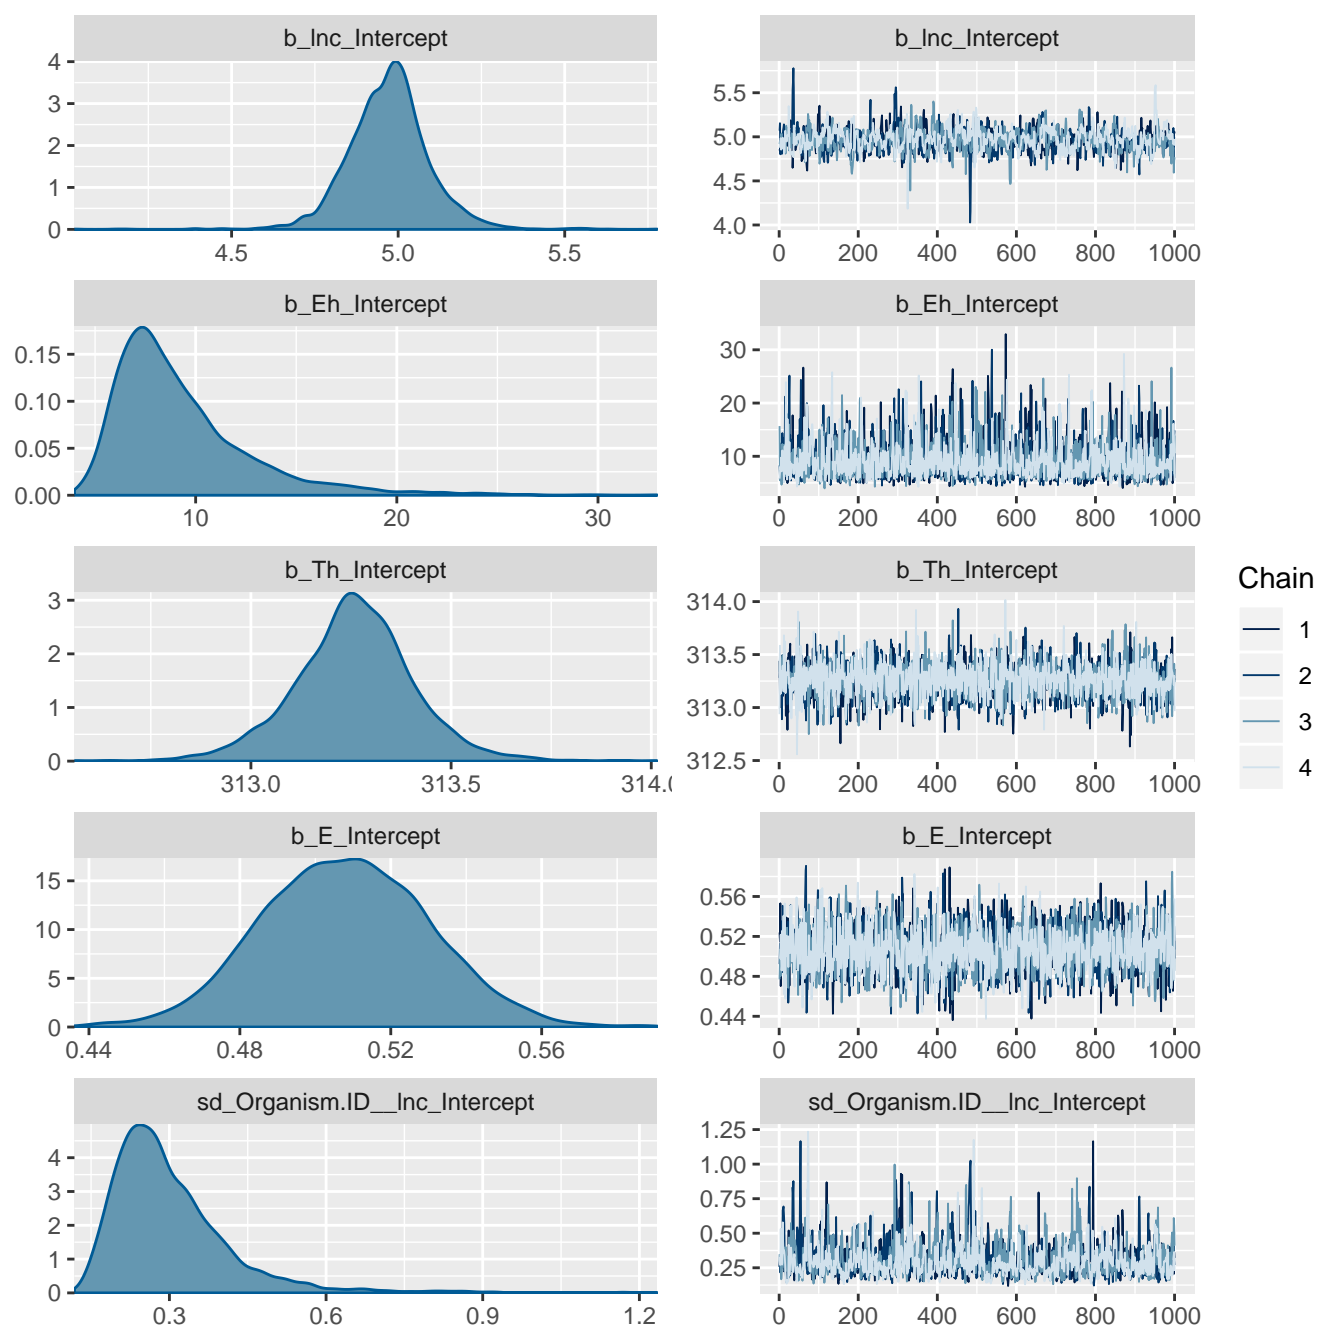 b_lnc_Intercept
b_lnc_Intercept
4
3
2
1
0
4.5 5.0 5.5
5.5
5.0
4.5
4.0
0 200 400 600 800 1000
b_Eh_Intercept
b_Eh_Intercept
0.15
0.10
0.05
0.00
10 20 30
30
20
10
0 200 400 600 800 1000
b_Th_Intercept
b_Th_Intercept
3
2
1
0
313.0 313.5 314.0
314.0
313.5
313.0
312.5
0 200 400 600 800 1000
b_E_Intercept
b_E_Intercept
15
10
5
0
0.44 0.48 0.52 0.56
0.56
0.52
0.48
0.44
0 200 400 600 800 1000
sd_Organism.ID__lnc_Intercept
sd_Organism.ID__lnc_Intercept
4
3
2
1
0
0.3 0.6 0.9 1.2
1.25
1.00
0.75
0.50
0.25
0 200 400 600 800 1000
Chain
1
2
3
4